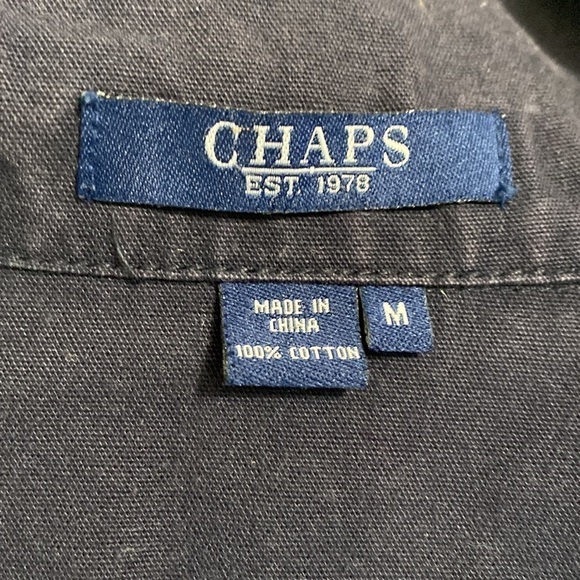 CHAPS
EST. 1978
MADE IN
CHINA
100% COTTON
M